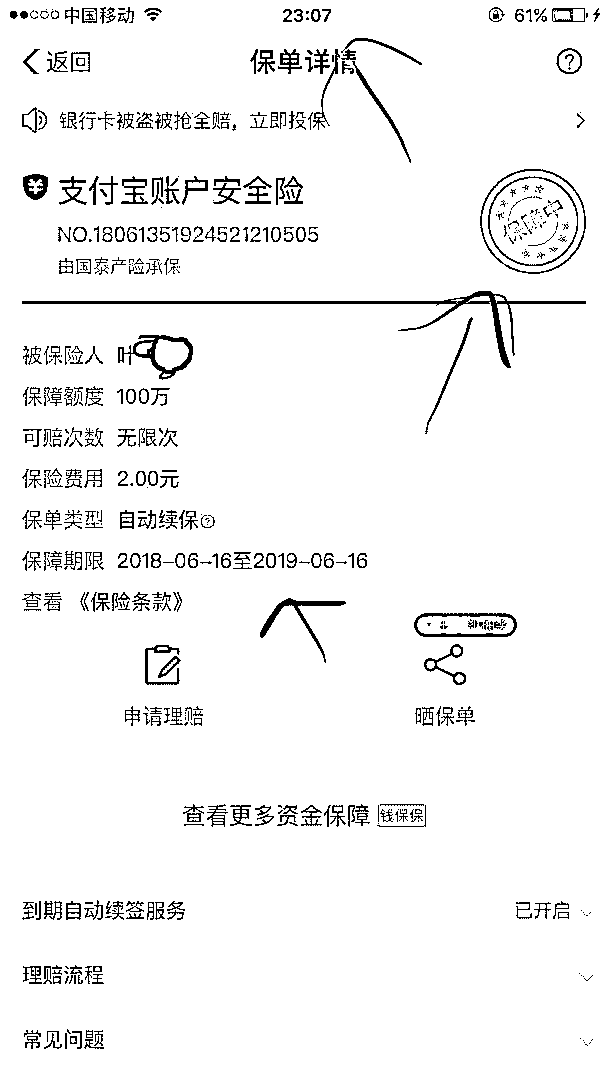 中国移动 23:07 61%
返回 保单详情 ?
银行卡被盗被抢全赔，立即投保
支付宝账户安全险
NO.18061351924521210505
由国泰产险承保
保障中
被保险人 叶
保障额度 100万
可赔次数 无限次
保险费用 2.00元
保单类型 自动续保?
保障期限 2018-06-16至2019-06-16
查看《保险条款》
申请理赔 晒保单
查看更多资金保障 钱保保
到期自动续签服务 已开启
理赔流程
常见问题